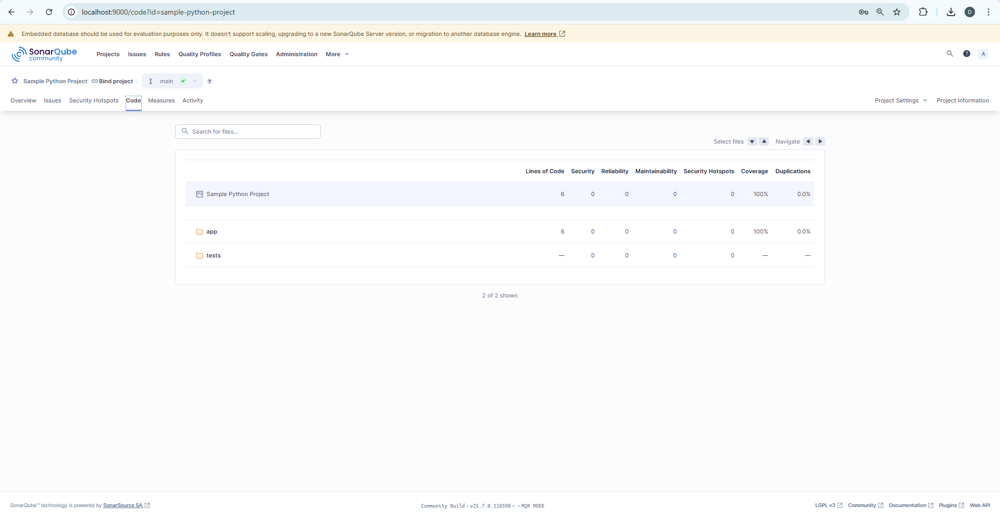 localhost:9000/code?id=sample-python-project
D
Embedded database should be used for evaluation purposes only. It doesn't support scaling, upgrading to a new SonarQube Server version, or migration to another database engine. Learn more
SonarQube community Projects Issues Rules Quality Profiles Quality Gates Administration More ? A
Sample Python Project Bind project / main ?
Overview Issues Security Hotspots Code Measures Activity Project Settings Project Information
Search for files...
Select files Navigate
Lines of Code Security Reliability Maintainability Security Hotspots Coverage Duplications
Sample Python Project 6 0 0 0 0 100% 0.0%
app 6 0 0 0 0 100% 0.0%
tests — 0 0 0 0 — —
2 of 2 shown
SonarQube™ technology is powered by SonarSource SA Community Build • v25.7.0.110598 • • MQR MODE LGPL v3 Community Documentation Plugins Web API